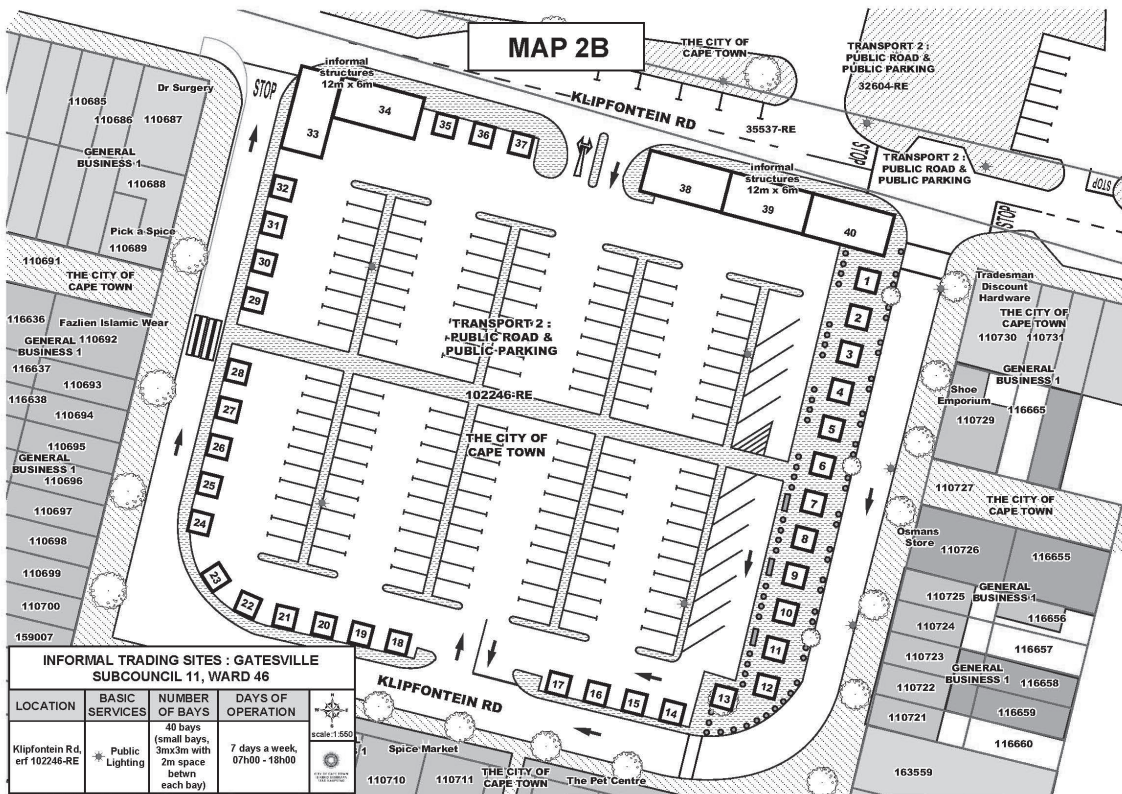 MAP 2B
THE CITY OF
CAPE TOWN
TRANSPORT 2 :
PUBLIC ROAD &
PUBLIC PARKING
32604-RE
KLIPFONTEIN RD
35537-RE
STOP
TRANSPORT 2 :
PUBLIC ROAD &
PUBLIC PARKING
STOP
STOP
STOP
informal
structures
12m x 6m
33
34
35
36
37
informal
structures
12m x 6m
38
39
40
Dr Surgery
110685
110686
110687
GENERAL
BUSINESS 1
110688
Pick a Spice
110689
110691
THE CITY OF
CAPE TOWN
116636
Fazlien Islamic Wear
GENERAL
BUSINESS 1
110692
116637
110693
116638
110694
110695
GENERAL
BUSINESS 1
110696
110697
110698
110699
110700
159007
32
31
30
29
28
27
26
25
24
23
22
21
20
19
18
17
16
15
14
13
TRANSPORT 2 :
PUBLIC ROAD &
PUBLIC PARKING
102246-RE
THE CITY OF
CAPE TOWN
1
2
3
4
5
6
7
8
9
10
11
12
Tradesman
Discount
Hardware
THE CITY OF
CAPE TOWN
110730
110731
GENERAL
BUSINESS 1
Shoe
Emporium
116665
110729
110727
THE CITY OF
CAPE TOWN
Osmans
Store
110726
116655
GENERAL
BUSINESS 1
110725
116656
110724
116657
110723
GENERAL
BUSINESS 1
116658
110722
116659
110721
116660
163559
KLIPFONTEIN RD
Spice Market
110710
110711
THE CITY OF
CAPE TOWN
The Pet Centre
INFORMAL TRADING SITES : GATESVILLE
SUBCOUNCIL 11, WARD 46
LOCATION
BASIC
SERVICES
NUMBER
OF BAYS
DAYS OF
OPERATION
scale:1:550
Klipfontein Rd,
erf 102246-RE
Public
Lighting
40 bays
(small bays,
3mx3m with
2m space
betwn
each bay)
7 days a week,
07h00 - 18h00